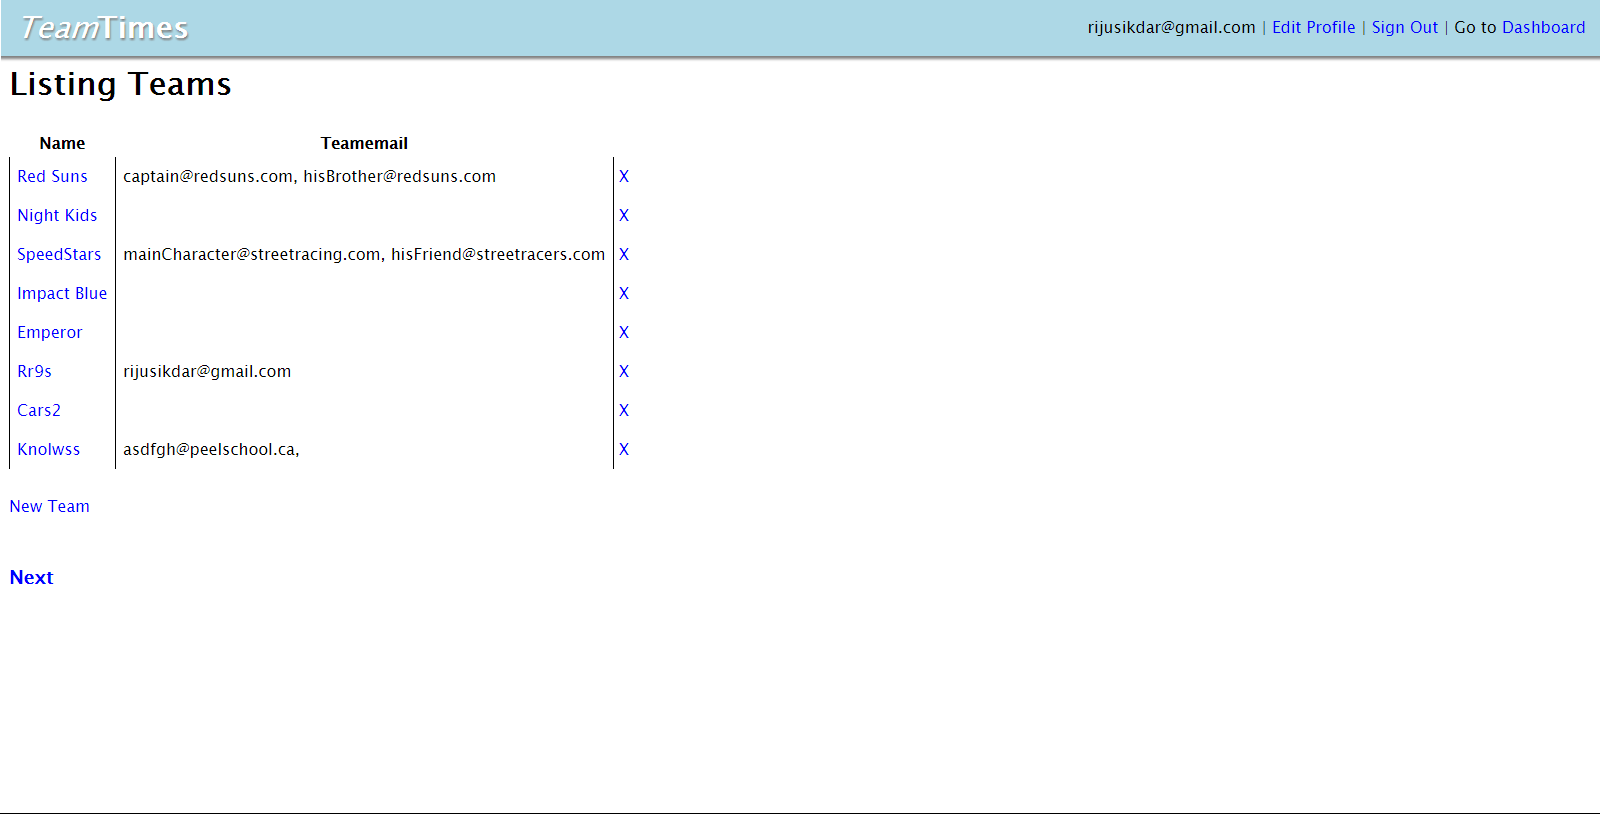 TeamTimes
rijusikdar@gmail.com | Edit Profile | Sign Out | Go to Dashboard
Listing Teams
Name Teamemail
Red Suns captain@redsuns.com, hisBrother@redsuns.com X
Night Kids X
SpeedStars mainCharacter@streetracing.com, hisFriend@streetracers.com X
Impact Blue X
Emperor X
Rr9s rijusikdar@gmail.com X
Cars2 X
Knolwss asdfgh@peelschool.ca, X
New Team
Next